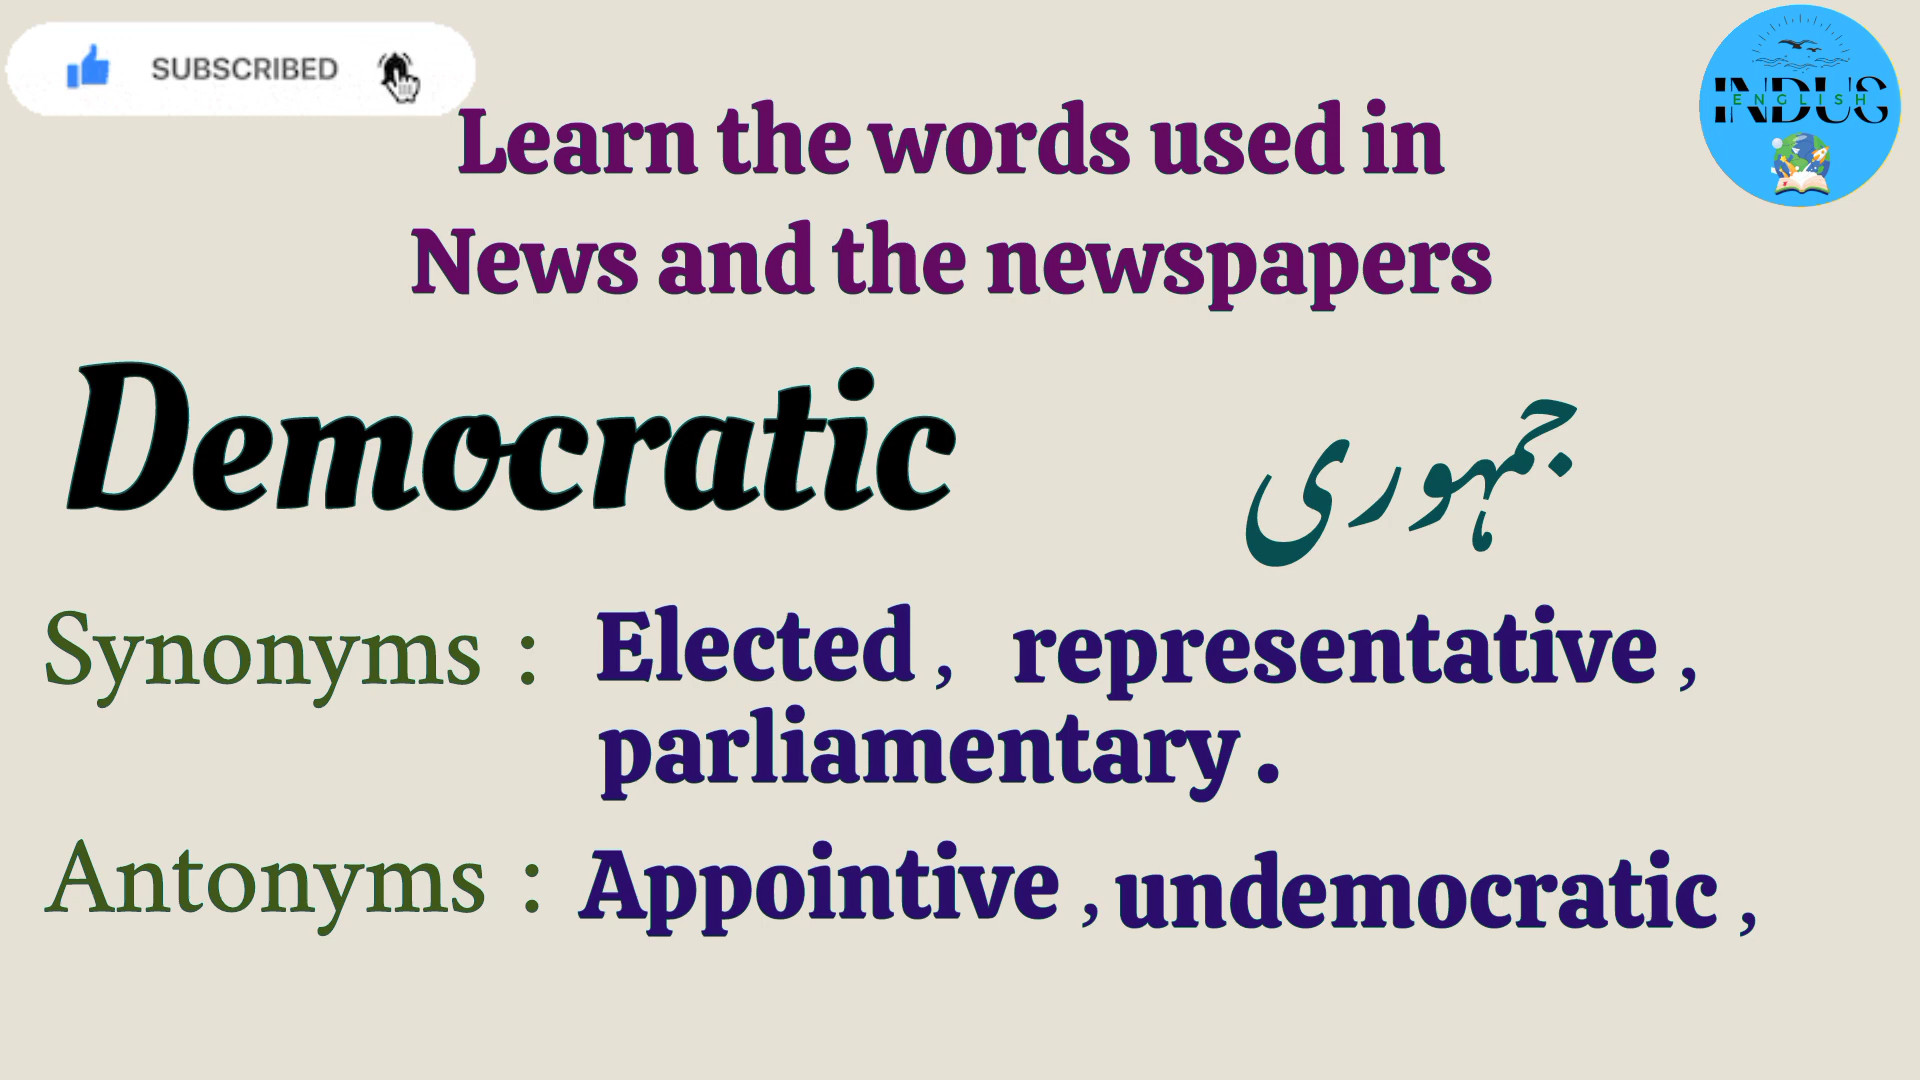 SUBSCRIBED
INDUS
ENGLISH
Learn the words used in
News and the newspapers
Democratic
جمہوری
Synonyms : Elected , representative ,
parliamentary .
Antonyms : Appointive , undemocratic ,